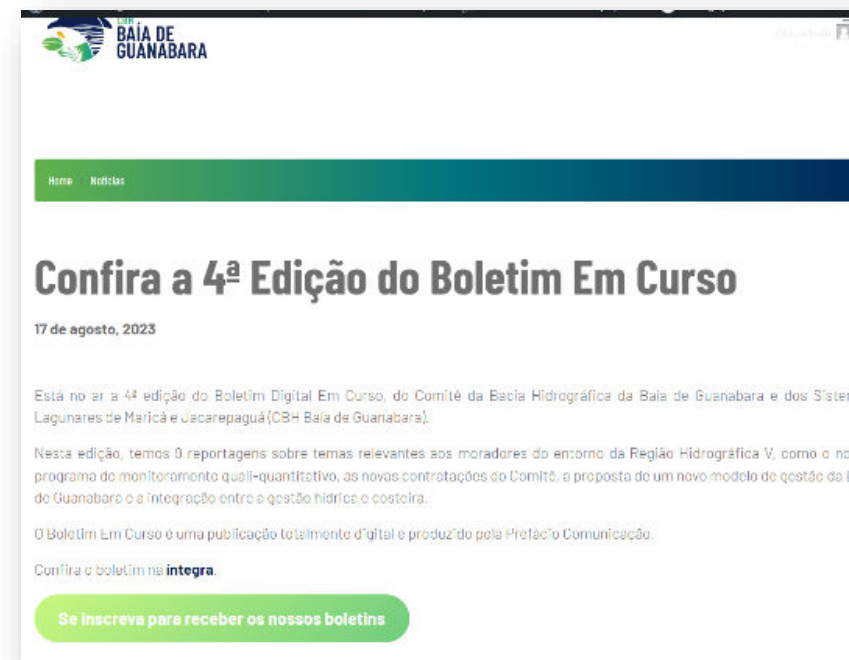 CBH
BAÍA DE
GUANABARA
Home Notícias
Confira a 4ª Edição do Boletim Em Curso
17 de agosto, 2023
Está no ar a 4ª edição do Boletim Digital Em Curso, do Comitê da Bacia Hidrográfica da Baía de Guanabara e dos
Lagunares de Maricá e Jacarepaguá (CBH Baía de Guanabara).
Nesta edição, temos 9 reportagens sobre temas relevantes aos moradores do entorno da Região Hidrográfica V, como o
programa de monitoramento quali-quantitativo, as novas contratações do Comitê, a proposta de um novo modelo de gestão da
de Guanabara e a integração entre a gestão hídrica e costeira.
O Boletim Em Curso é uma publicação totalmente digital e produzido pela Prefácio Comunicação.
Confira o boletim na íntegra.
Se inscreva para receber os nossos boletins